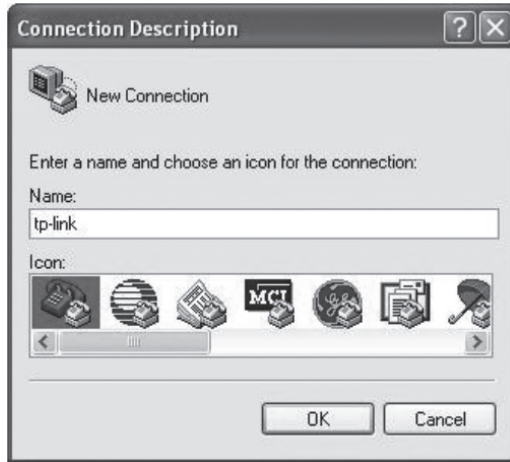 Connection Description
New Connection
Enter a name and choose an icon for the connection:
Name:
tp-link
Icon:
MCI
OK
Cancel